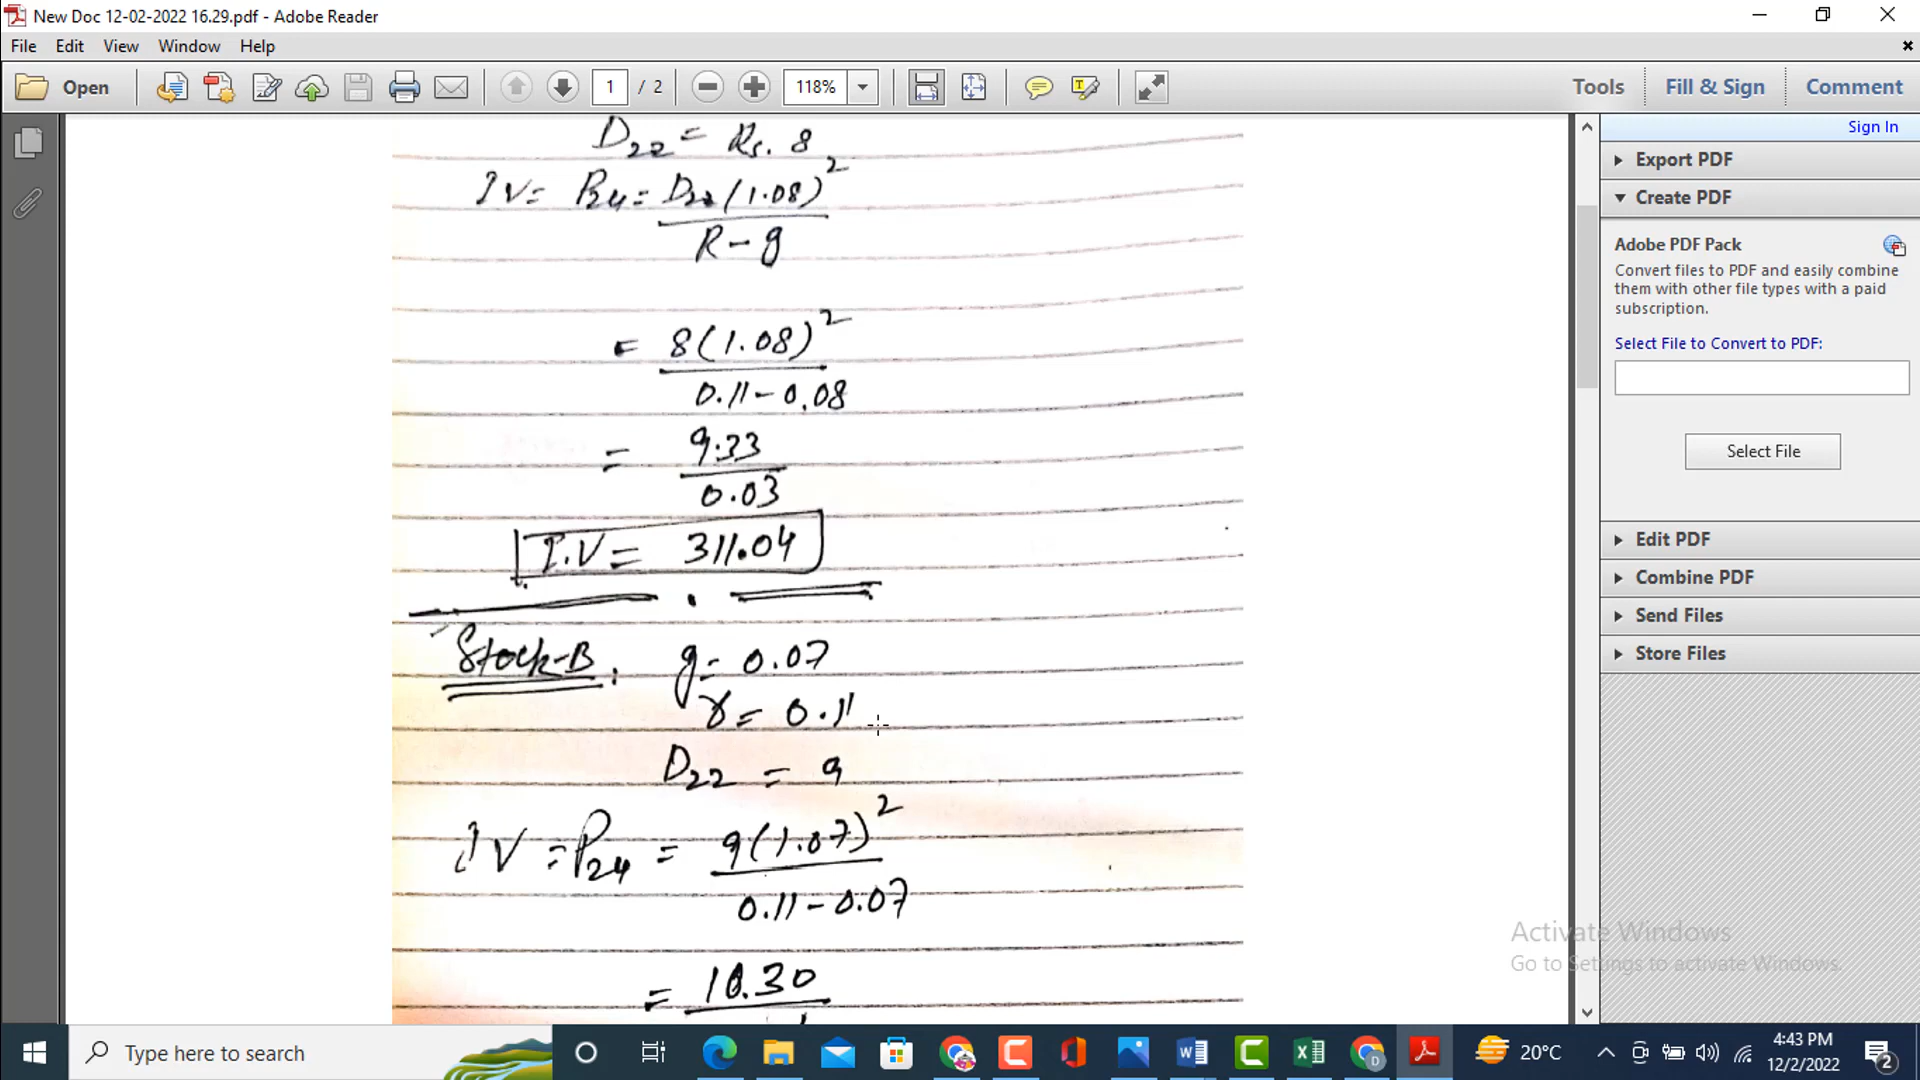 New Doc 12-02-2022 16.29.pdf - Adobe Reader
File Edit View Window Help
Open 1 / 2 118% Tools Fill & Sign Comment
Sign In
Export PDF
Create PDF
Adobe PDF Pack
Convert files to PDF and easily combine
them with other file types with a paid
subscription.
Select File to Convert to PDF:
Select File
Edit PDF
Combine PDF
Send Files
Store Files
D22 = Rs. 8
IV = P24 = D22 (1.08)²
R - g
= 8(1.08)²
0.11 - 0.08
= 9.33
0.03
I.V = 311.04
Stock-B. g = 0.07
r = 0.11
D22 = 9
IV = P24 = 9(1.07)²
0.11 - 0.07
= 10.30
Activate Windows
Go to Settings to activate Windows.
Type here to search
20°C
4:43 PM
12/2/2022
2